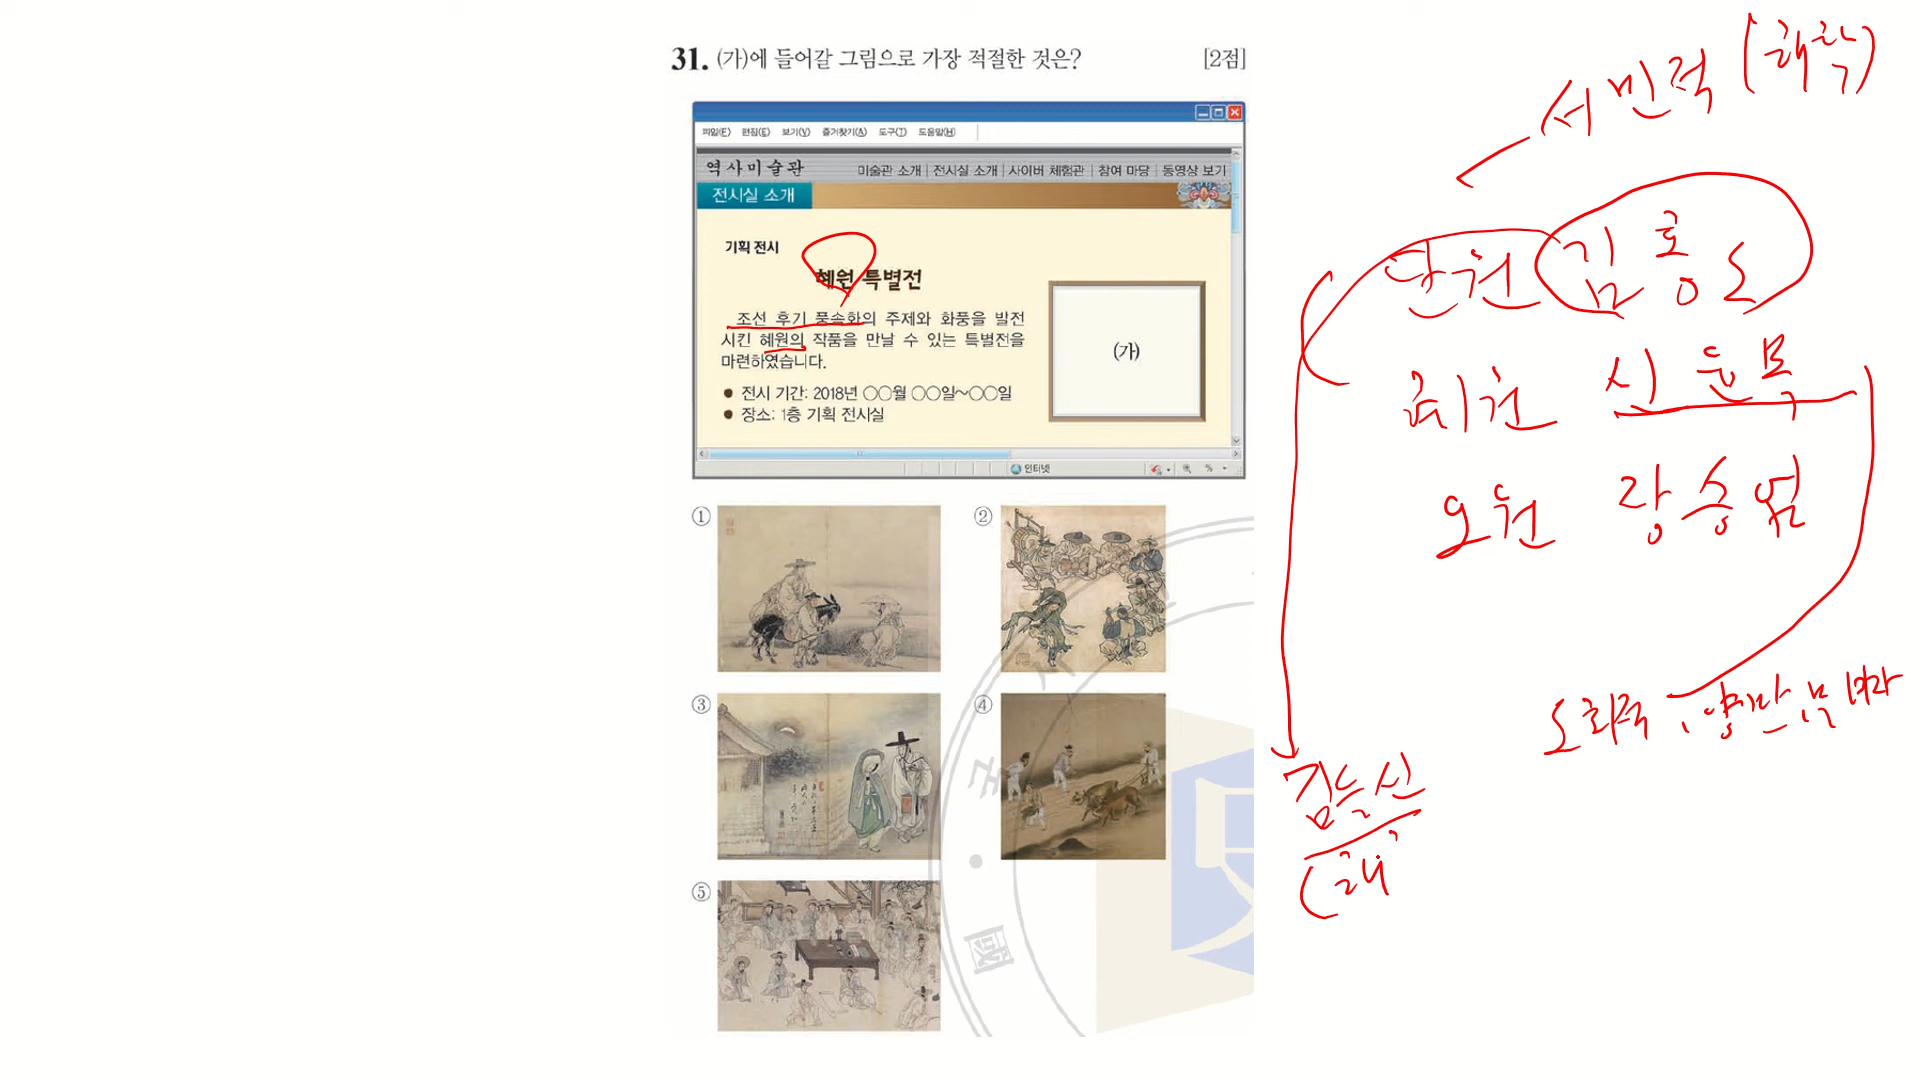 31. (가)에 들어갈 그림으로 가장 적절한 것은? [2점]
파일(F) 편집(E) 보기(V) 즐겨찾기(A) 도구(T) 도움말(H)
역사미술관 미술관 소개 | 전시실 소개 | 사이버 체험관 | 참여 마당 | 동영상 보기
전시실 소개
기획 전시
혜원 특별전
조선 후기 풍속화의 주제와 화풍을 발전
시킨 혜원의 작품을 만날 수 있는 특별전을
마련하였습니다.
● 전시 기간: 2018년 ○○월 ○○일~○○일
● 장소: 1층 기획 전시실
(가)
인터넷
①
②
③
④
⑤
서민적 (해학)
단원 김홍도
혜원 신윤복
오원 장승업
김득신